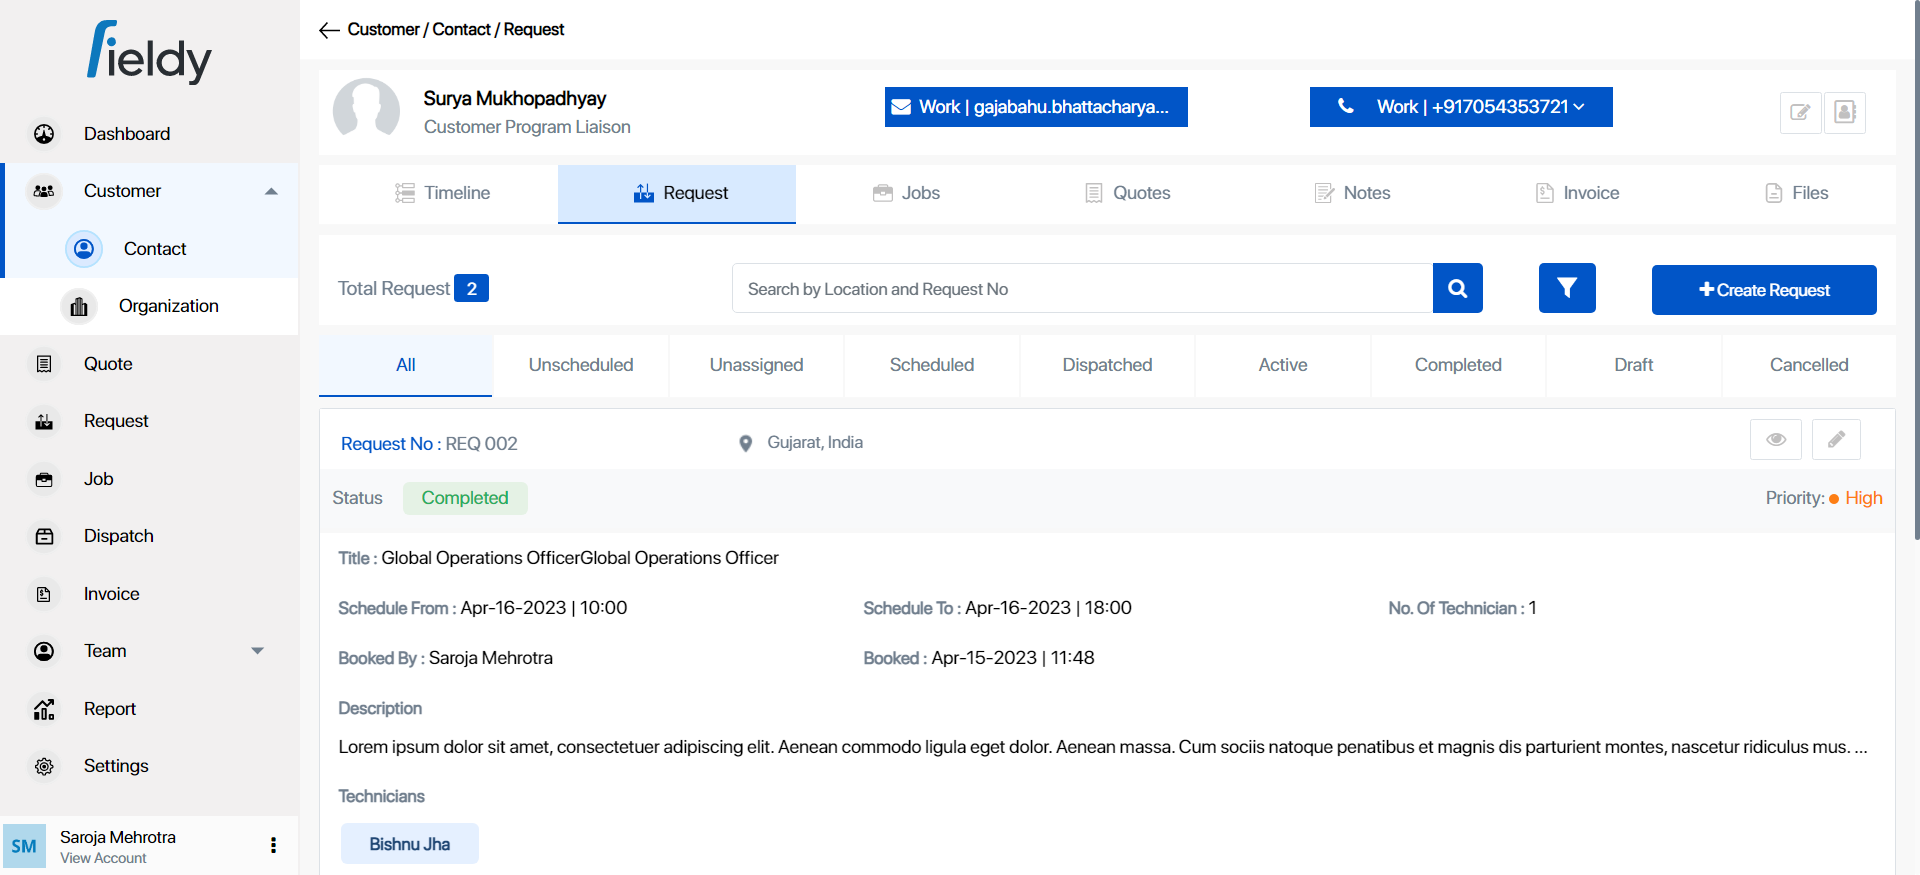 fieldy
Dashboard
Customer
Contact
Organization
Quote
Request
Job
Dispatch
Invoice
Team
Report
Settings
SM
Saroja Mehrotra
View Account
Customer / Contact / Request
Surya Mukhopadhyay
Customer Program Liaison
Work | gajabahu.bhattacharya...
Work | +917054353721
Timeline
Request
Jobs
Quotes
Notes
Invoice
Files
Total Request 2
Search by Location and Request No
Create Request
All
Unscheduled
Unassigned
Scheduled
Dispatched
Active
Completed
Draft
Cancelled
Request No : REQ 002
Gujarat, India
Status Completed
Priority: High
Title : Global Operations OfficerGlobal Operations Officer
Schedule From : Apr-16-2023 | 10:00
Schedule To : Apr-16-2023 | 18:00
No. Of Technician : 1
Booked By : Saroja Mehrotra
Booked : Apr-15-2023 | 11:48
Description
Lorem ipsum dolor sit amet, consectetuer adipiscing elit. Aenean commodo ligula eget dolor. Aenean massa. Cum sociis natoque penatibus et magnis dis parturient montes, nascetur ridiculus mus. ...
Technicians
Bishnu Jha